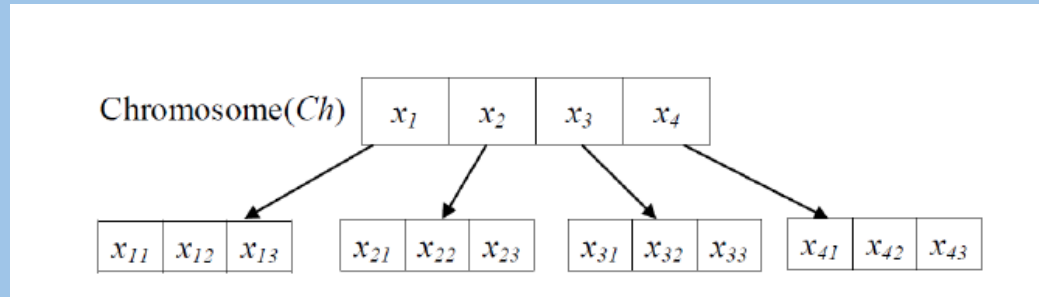 Chromosome(Ch) x1 x2 x3 x4
x11 x12 x13 x21 x22 x23 x31 x32 x33 x41 x42 x43